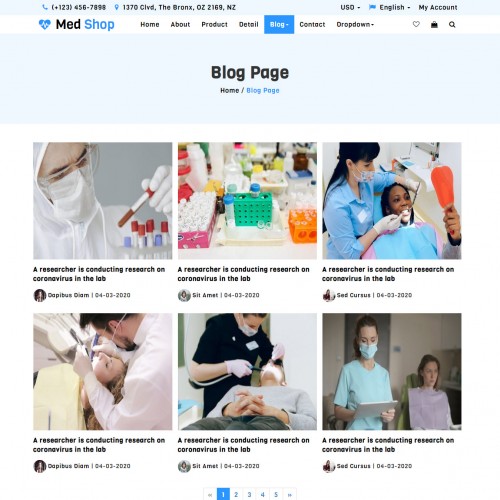 (+123) 456-7898 1370 Clvd, The Bronx, OZ 2169, NZ USD English My Account
Med Shop Home About Product Detail Blog Contact Dropdown
Blog Page
Home / Blog Page
A researcher is conducting research on
coronavirus in the lab
Dapibus Diam | 04-03-2020
A researcher is conducting research on
coronavirus in the lab
Sit Amet | 04-03-2020
A researcher is conducting research on
coronavirus in the lab
Sed Cursus | 04-03-2020
A researcher is conducting research on
coronavirus in the lab
Dapibus Diam | 04-03-2020
A researcher is conducting research on
coronavirus in the lab
Sit Amet | 04-03-2020
A researcher is conducting research on
coronavirus in the lab
Sed Cursus | 04-03-2020
« 1 2 3 4 5 »